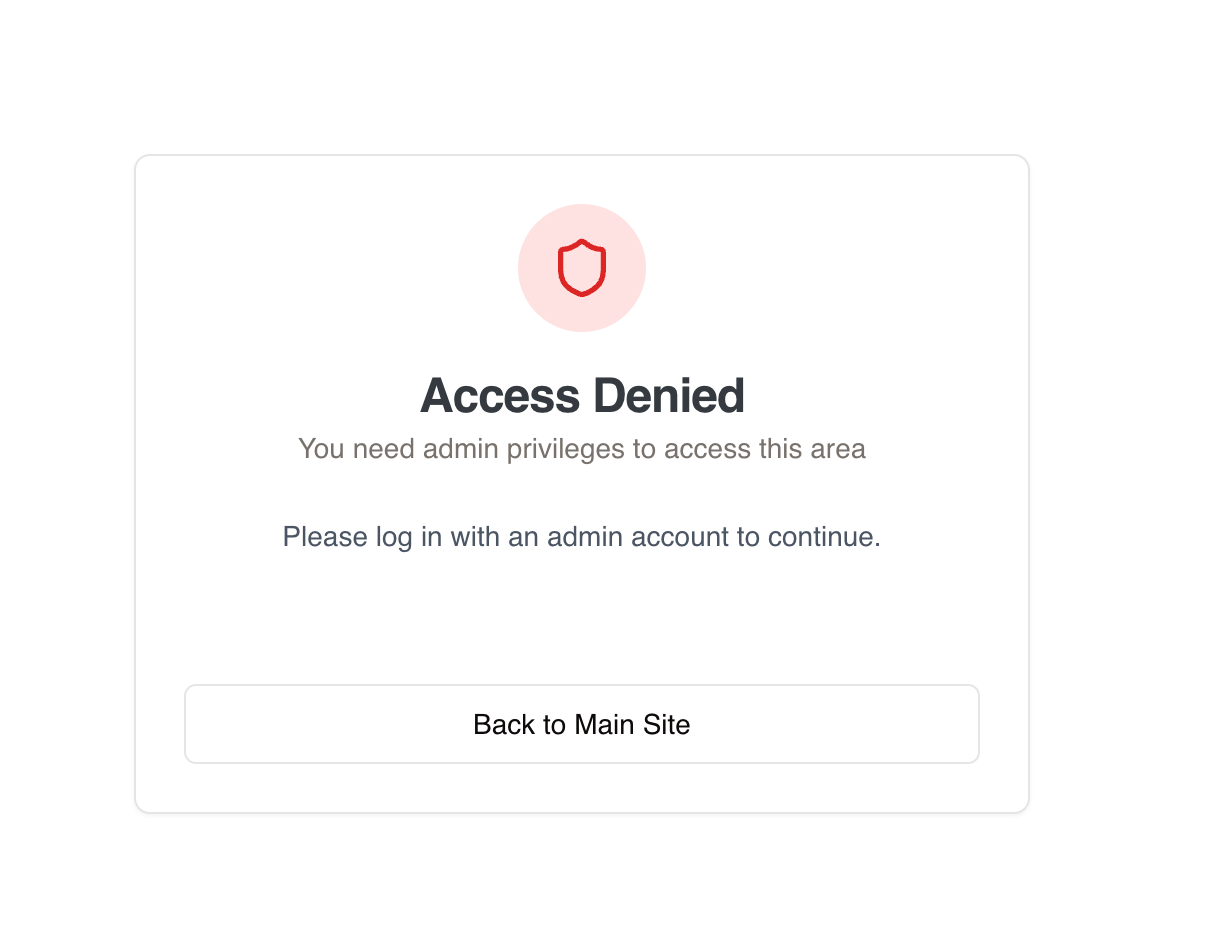 Access Denied
You need admin privileges to access this area
Please log in with an admin account to continue.
Back to Main Site